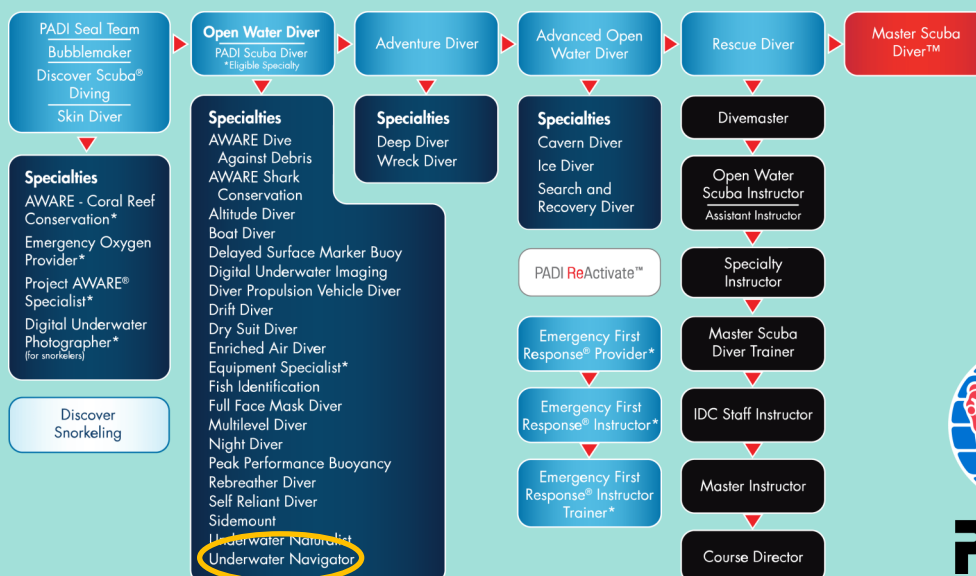 PADI Seal Team
Bubblemaker
Discover Scuba®
Diving
Skin Diver
Open Water Diver
PADI Scuba Diver
*Eligible Specialty
Adventure Diver
Advanced Open
Water Diver
Rescue Diver
Master Scuba
Diver™
Specialties
AWARE - Coral Reef
Conservation*
Emergency Oxygen
Provider*
Project AWARE®
Specialist*
Digital Underwater
Photographer*
(for snorkelers)
Discover
Snorkeling
Specialties
AWARE Dive
Against Debris
AWARE Shark
Conservation
Altitude Diver
Boat Diver
Delayed Surface Marker Buoy
Digital Underwater Imaging
Diver Propulsion Vehicle Diver
Drift Diver
Dry Suit Diver
Enriched Air Diver
Equipment Specialist*
Fish Identification
Full Face Mask Diver
Multilevel Diver
Night Diver
Peak Performance Buoyancy
Rebreather Diver
Self Reliant Diver
Sidemount
Underwater Naturalist
Underwater Navigator
Specialties
Deep Diver
Wreck Diver
Specialties
Cavern Diver
Ice Diver
Search and
Recovery Diver
PADI ReActivate™
Emergency First
Response® Provider*
Emergency First
Response® Instructor*
Emergency First
Response® Instructor
Trainer*
Divemaster
Open Water
Scuba Instructor
Assistant Instructor
Specialty
Instructor
Master Scuba
Diver Trainer
IDC Staff Instructor
Master Instructor
Course Director